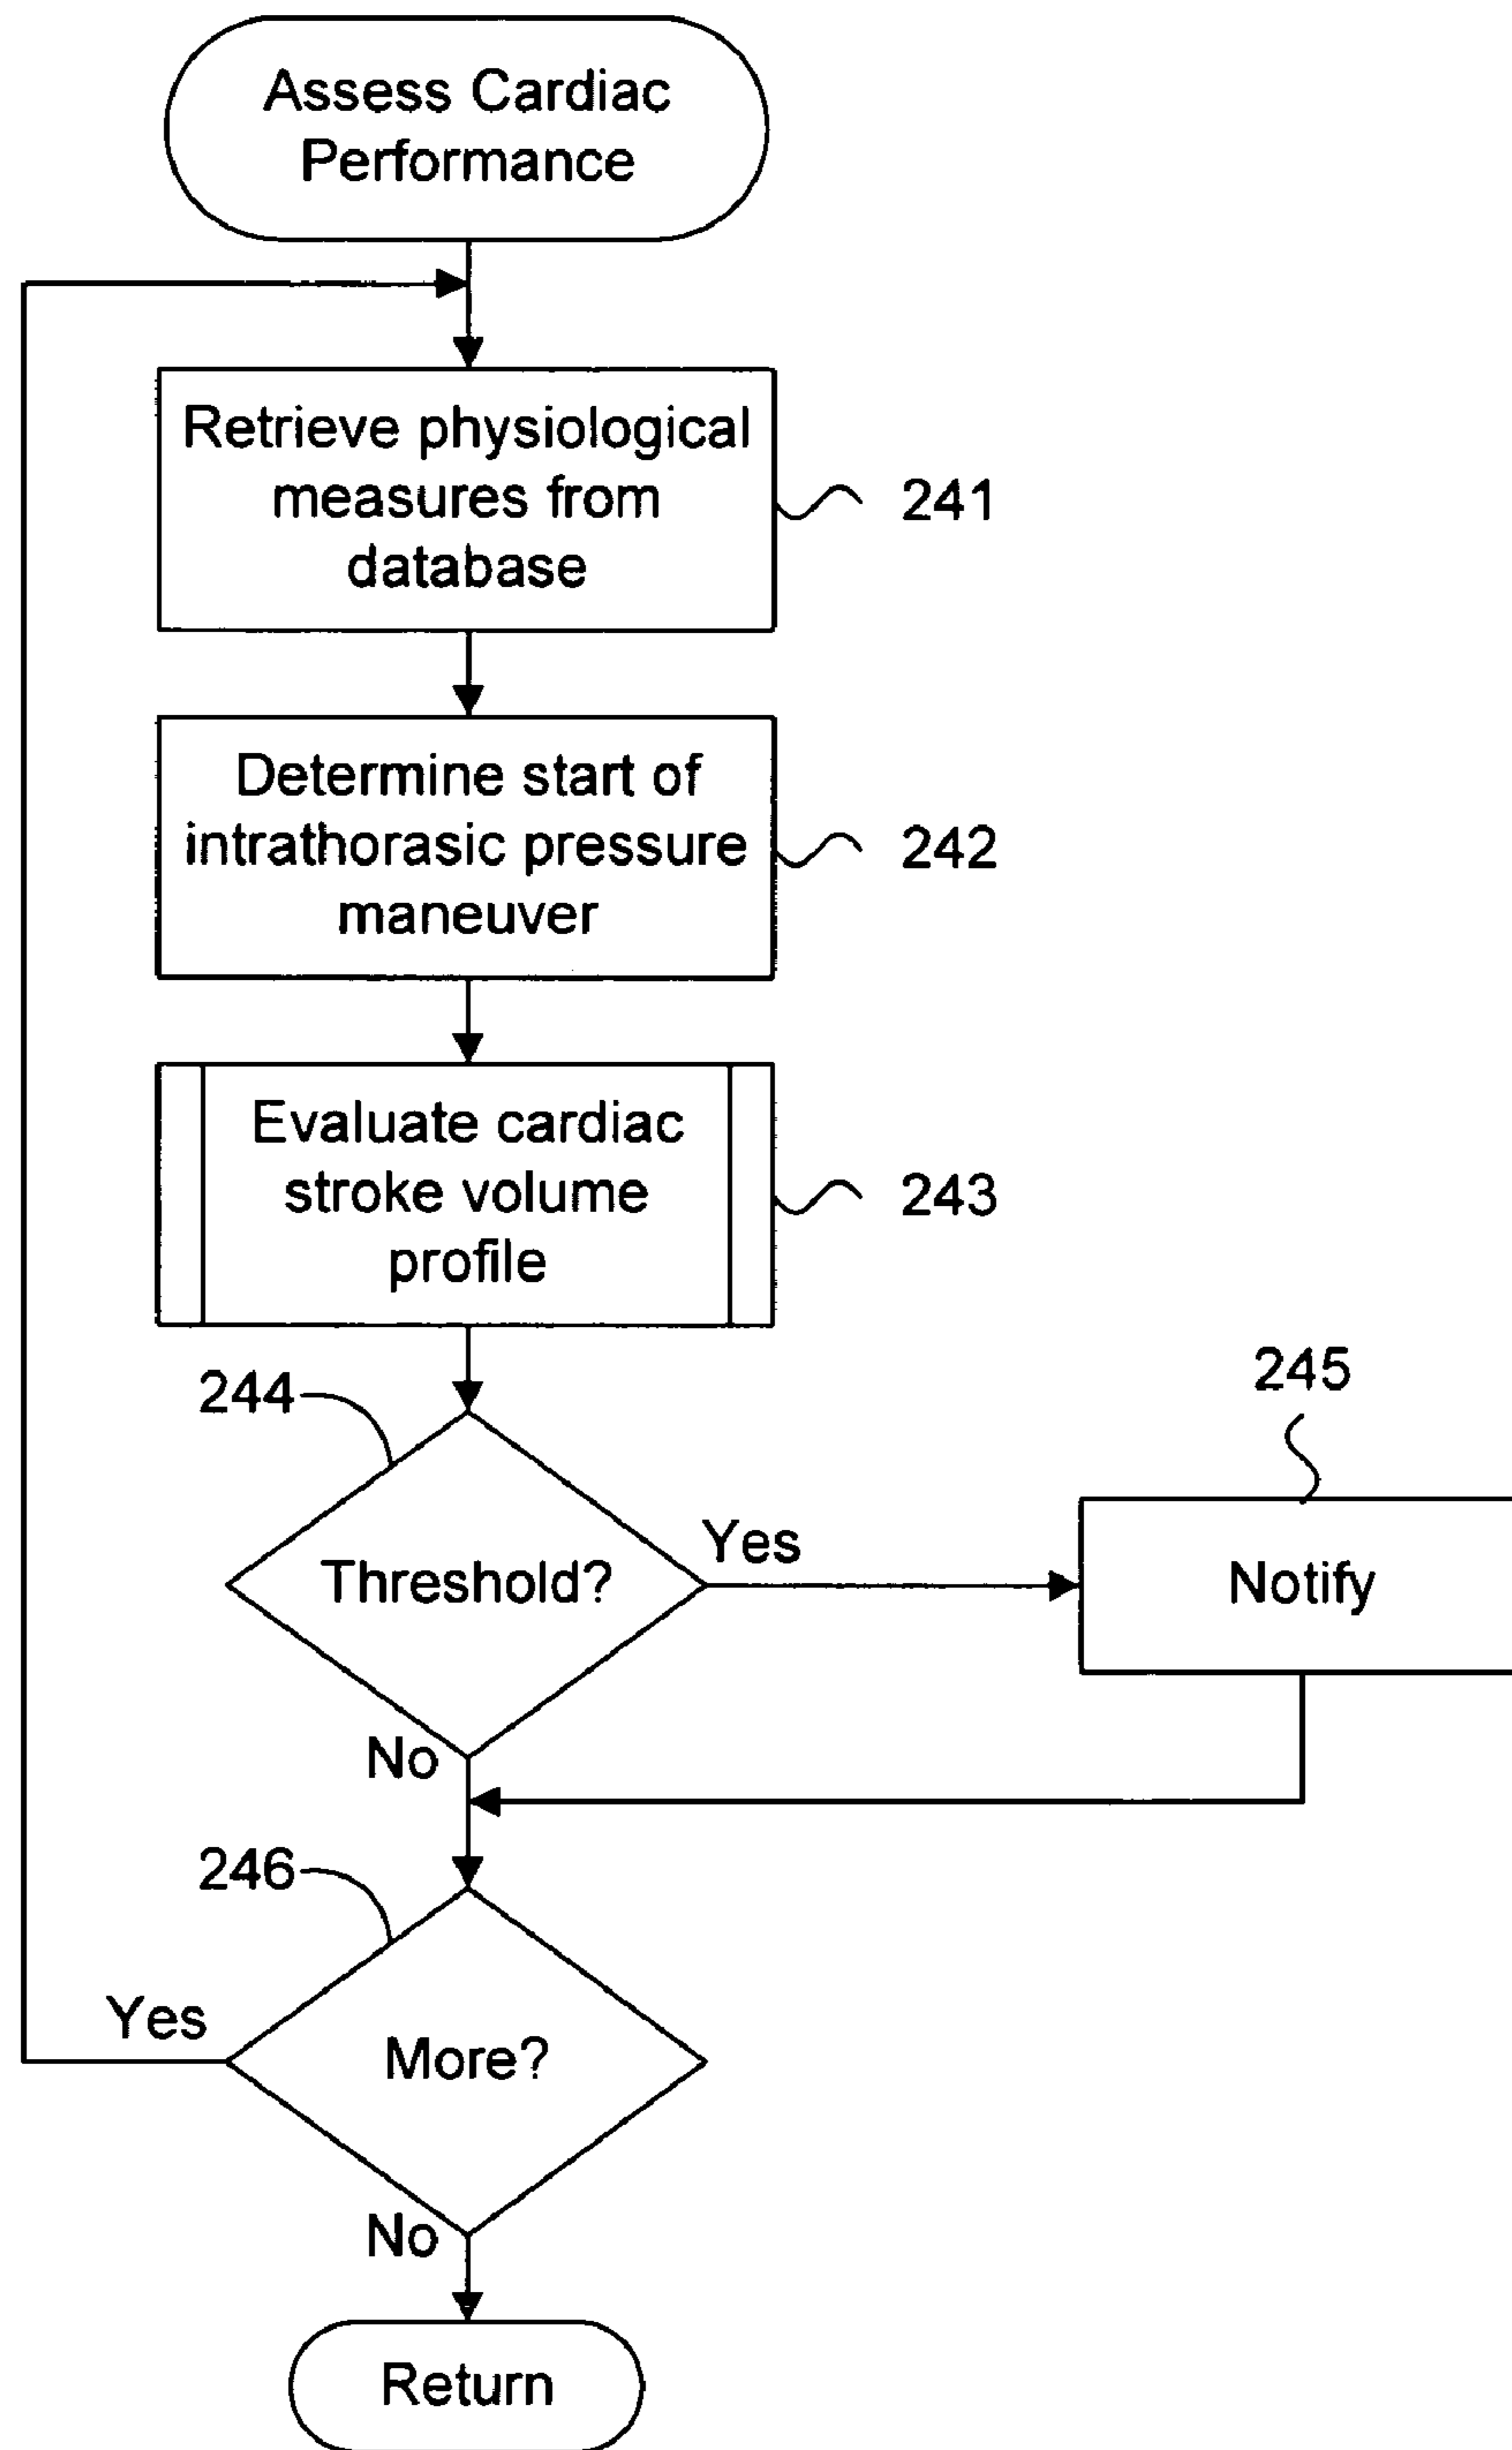 Assess Cardiac
Performance
Retrieve physiological
measures from
database
241
Determine start of
intrathorasic pressure
maneuver
242
Evaluate cardiac
stroke volume
profile
243
244
Threshold?
Yes
No
245
Notify
246
More?
Yes
No
Return